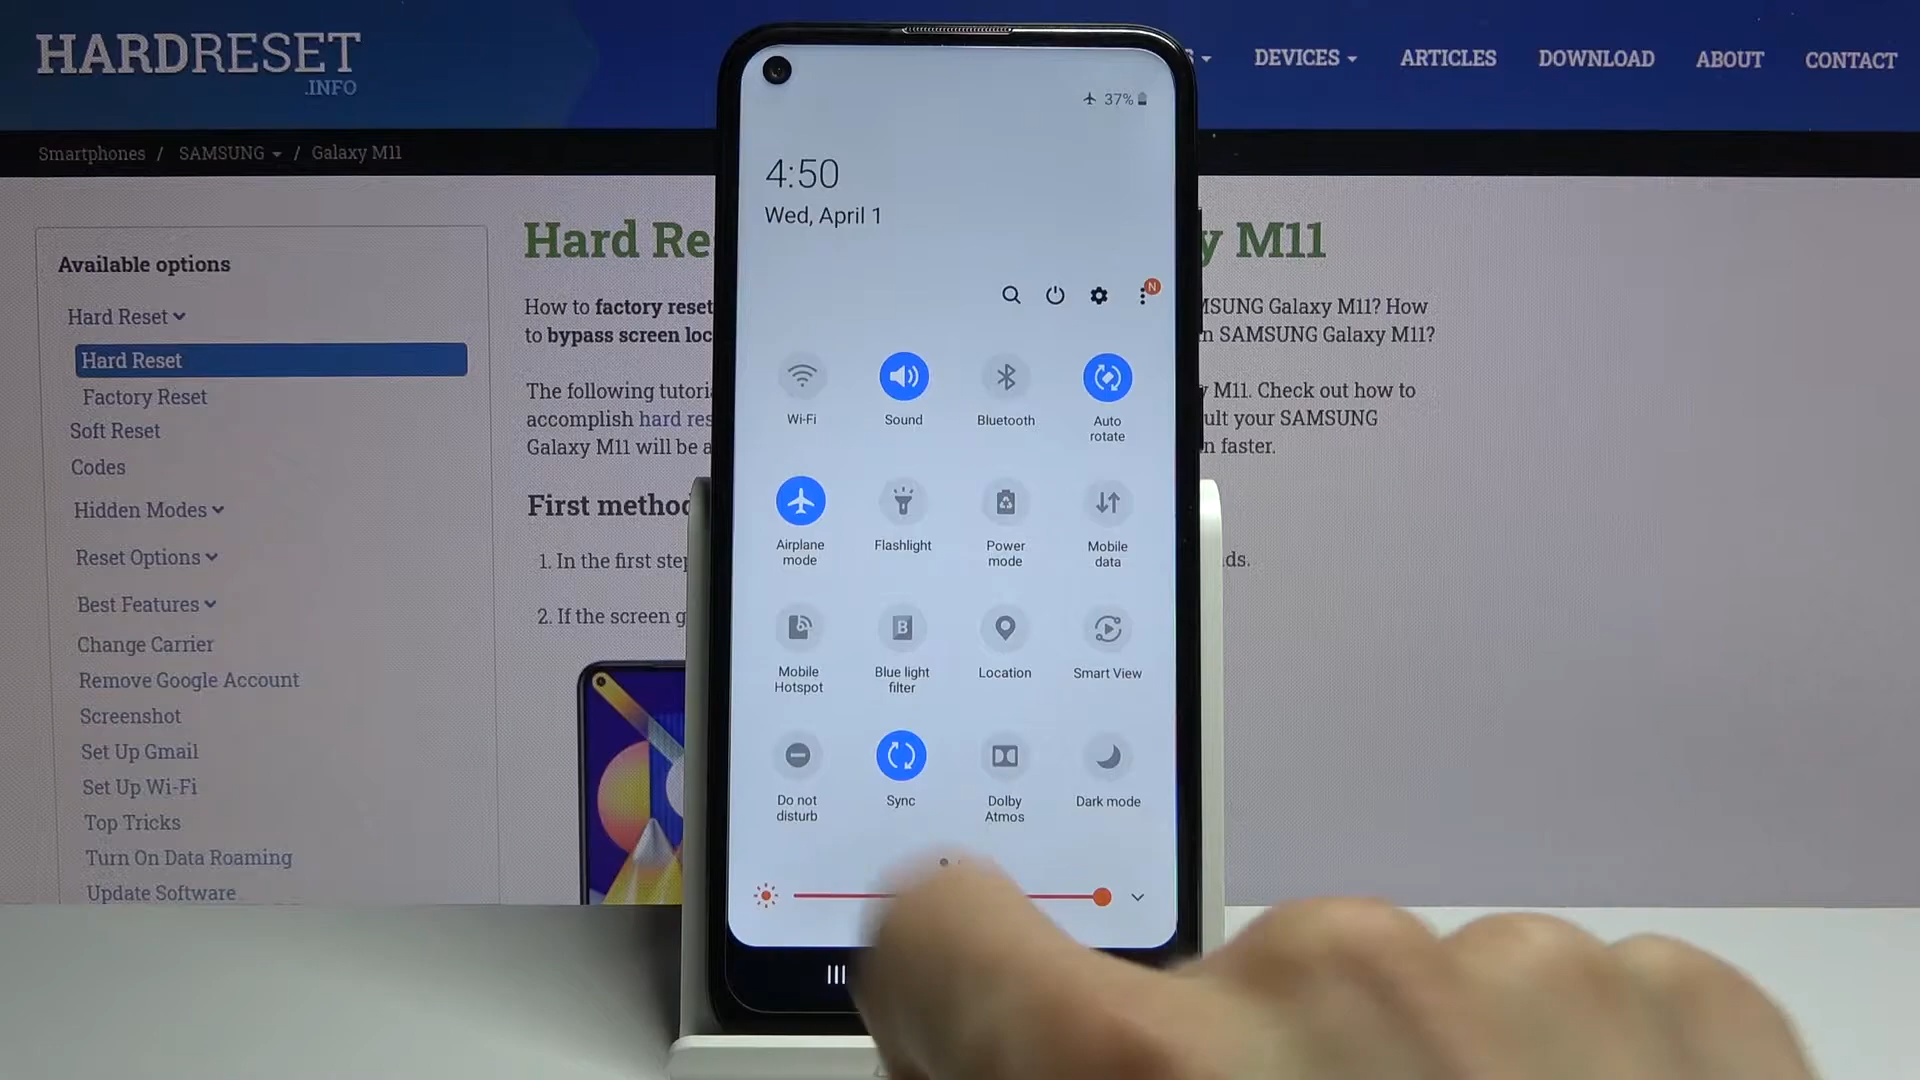 HARDRESET
.INFO
DEVICES
ARTICLES
DOWNLOAD
ABOUT
CONTACT
Smartphones / SAMSUNG / Galaxy M11
Available options
Hard Reset
Hard Reset
Factory Reset
Soft Reset
Codes
Hidden Modes
Reset Options
Best Features
Change Carrier
Remove Google Account
Screenshot
Set Up Gmail
Set Up Wi-Fi
Top Tricks
Turn On Data Roaming
Update Software
Hard Re
y M11
How to factory reset
to bypass screen loc
MSUNG Galaxy M11? How
n SAMSUNG Galaxy M11?
The following tutori
accomplish hard res
Galaxy M11 will be a
M11. Check out how to
ult your SAMSUNG
n faster.
First method
1. In the first step
ds.
2. If the screen g
37%
4:50
Wed, April 1
N
Wi-Fi
Sound
Bluetooth
Auto
rotate
Airplane
mode
Flashlight
Power
mode
Mobile
data
Mobile
Hotspot
B
Blue light
filter
Location
Smart View
Do not
disturb
Sync
Dolby
Atmos
Dark mode